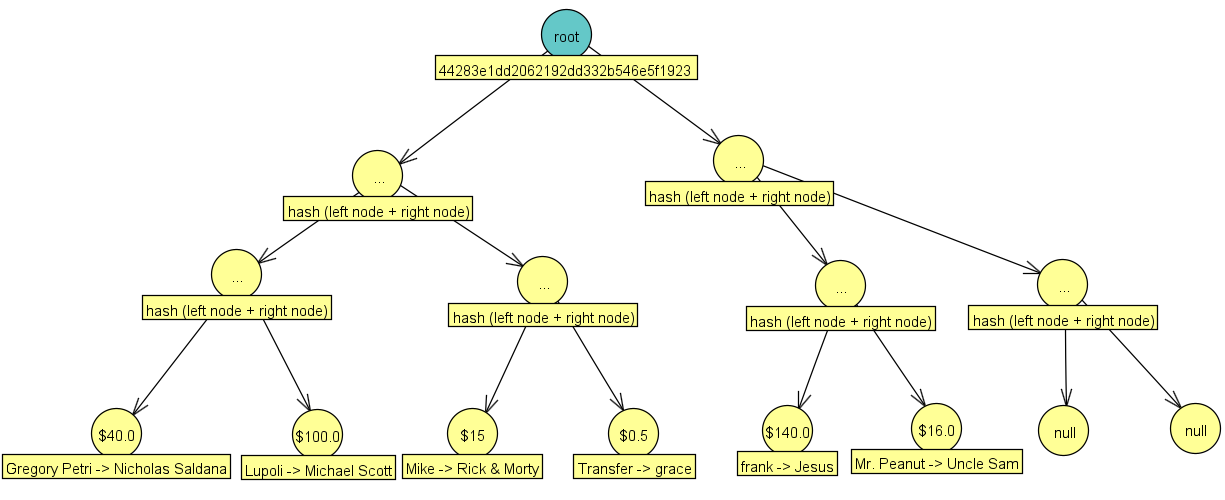 root
44283e1dd2062192dd332b546e5f1923
...
hash (left node + right node)
...
hash (left node + right node)
...
hash (left node + right node)
...
hash (left node + right node)
...
hash (left node + right node)
...
hash (left node + right node)
$40.0
Gregory Petri -> Nicholas Saldana
$100.0
Lupoli -> Michael Scott
$15
Mike -> Rick & Morty
$0.5
Transfer -> grace
$140.0
frank -> Jesus
$16.0
Mr. Peanut -> Uncle Sam
null
null